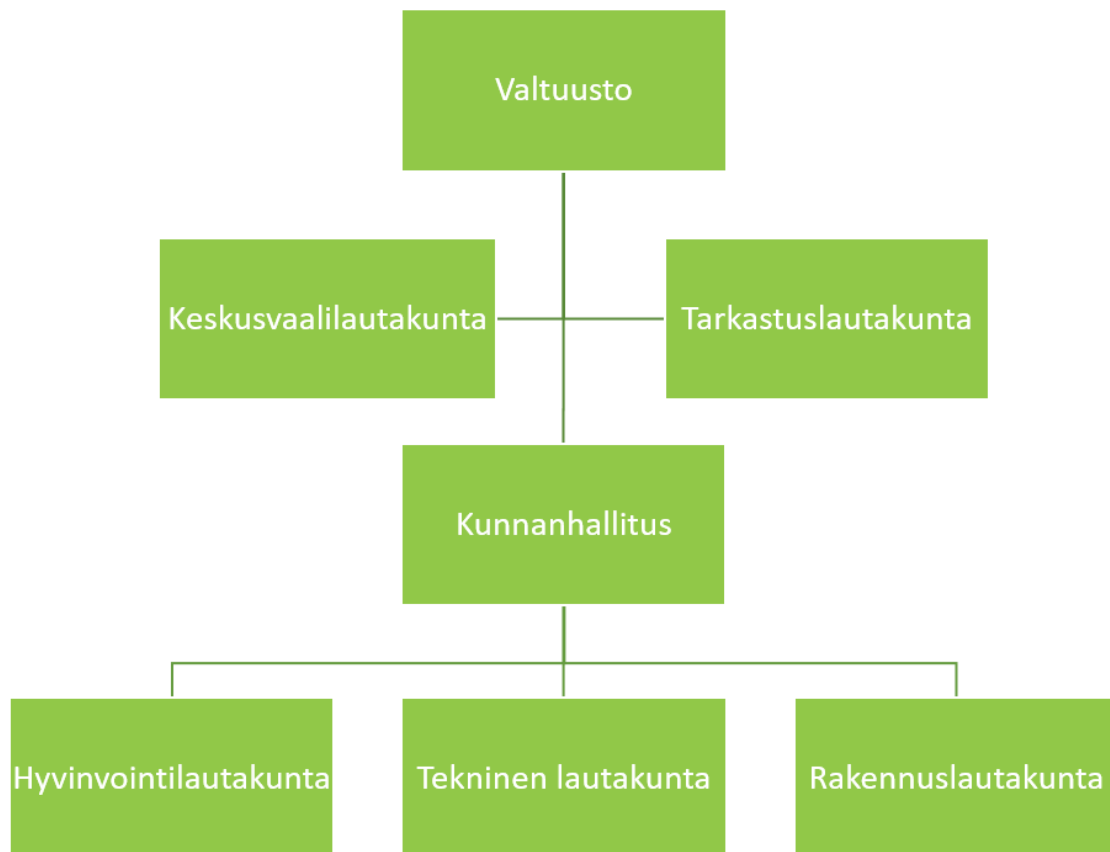 Valtuusto
Keskusvaalilautakunta
Tarkastuslautakunta
Kunnanhallitus
Hyvinvointilautakunta
Tekninen lautakunta
Rakennuslautakunta